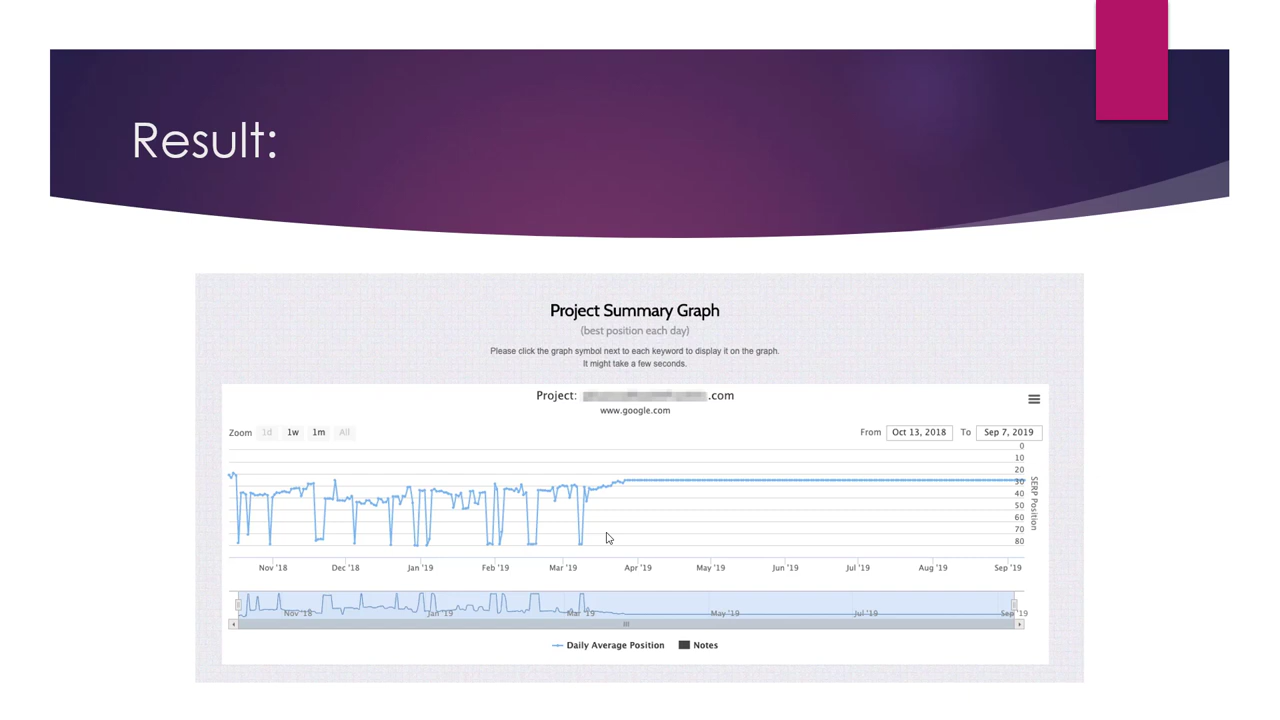 Result:
Project Summary Graph
(best position each day)
Please click the graph symbol next to each keyword to display it on the graph.
It might take a few seconds.
Project: .com
www.google.com
Zoom 1d 1w 1m All
From Oct 13, 2018 To Sep 7, 2019
0
10
20
30
40
50
60
70
80
SERP Position
Nov '18 Dec '18 Jan '19 Feb '19 Mar '19 Apr '19 May '19 Jun '19 Jul '19 Aug '19 Sep '19
Nov '18 Jan '19 Mar '19 May '19 Jul '19 Sep '19
Daily Average Position Notes